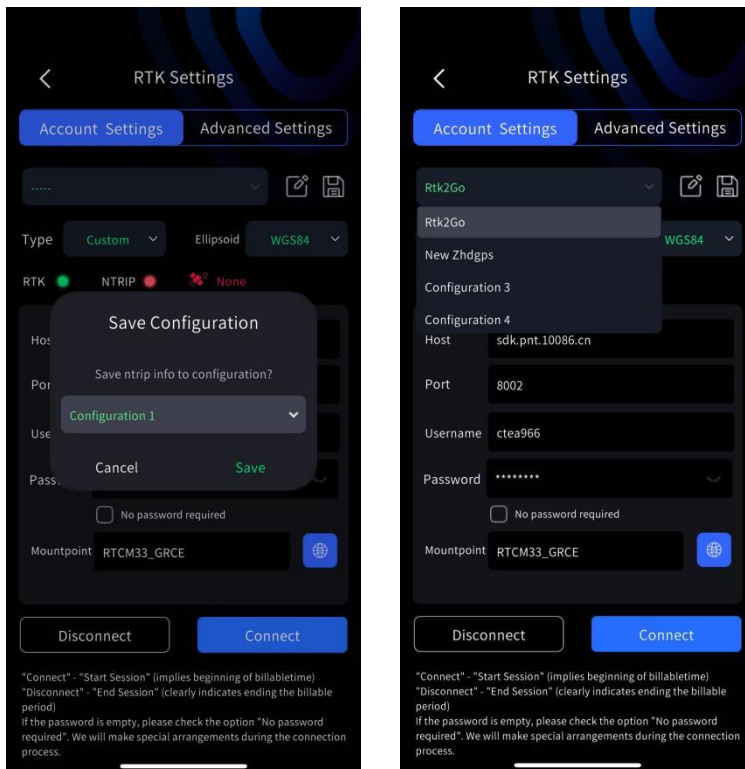 RTK Settings
Account Settings
Advanced Settings
-----
Type
Custom
Ellipsoid
WGS84
RTK
NTRIP
0
None
Save Configuration
Save ntrip info to configuration?
Configuration 1
Cancel
Save
Hos
Por
Use
Pass
No password required
Mountpoint
RTCM33_GRCE
Disconnect
Connect
"Connect" - "Start Session" (implies beginning of billabletime)
"Disconnect" - "End Session" (clearly indicates ending the billable
period)
If the password is empty, please check the option "No password
required". We will make special arrangements during the connection
process.
RTK Settings
Account Settings
Advanced Settings
Rtk2Go
Rtk2Go
New Zhdgps
Configuration 3
Configuration 4
WGS84
Host
sdk.pnt.10086.cn
Port
8002
Username
ctea966
Password
********
No password required
Mountpoint
RTCM33_GRCE
Disconnect
Connect
"Connect" - "Start Session" (implies beginning of billabletime)
"Disconnect" - "End Session" (clearly indicates ending the billable
period)
If the password is empty, please check the option "No password
required". We will make special arrangements during the connection
process.